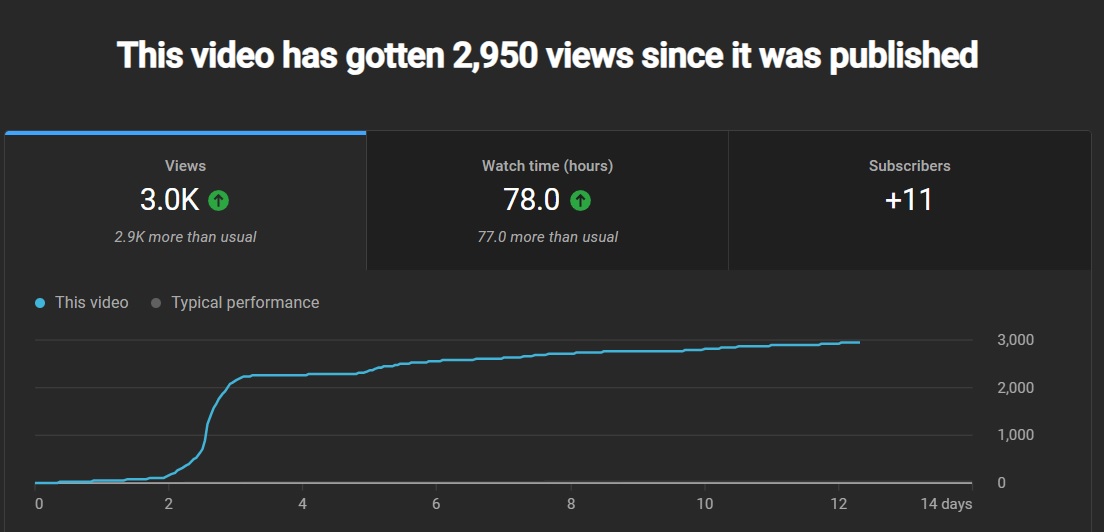 This video has gotten 2,950 views since it was published
Views
3.0K
2.9K more than usual
Watch time (hours)
78.0
77.0 more than usual
Subscribers
+11
This video
Typical performance
3,000
2,000
1,000
0
0 2 4 6 8 10 12 14 days